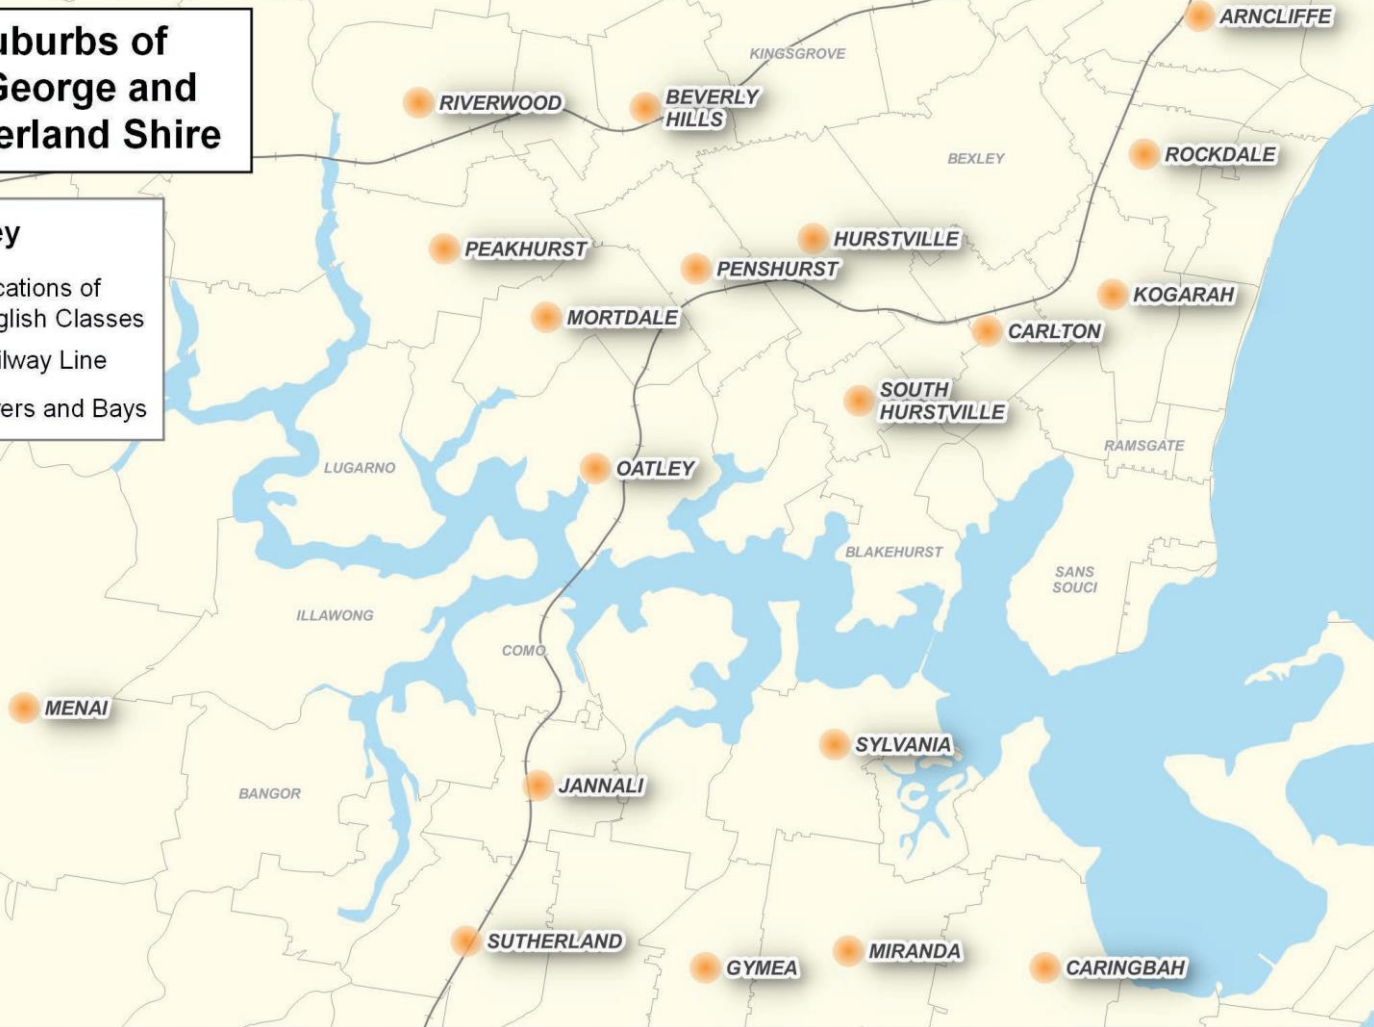 uburbs of
George and
erland Shire
ey
cations of
glish Classes
ilway Line
ers and Bays
ARNCLIFFE
KINGSGROVE
RIVERWOOD
BEVERLY
HILLS
BEXLEY
ROCKDALE
PEAKHURST
HURSTVILLE
PENSHURST
KOGARAH
MORTDALE
CARLTON
SOUTH
HURSTVILLE
RAMSGATE
LUGARNO
OATLEY
BLAKEHURST
SANS
SOUCI
ILLAWONG
COMO
MENAI
SYLVANIA
JANNALI
BANGOR
SUTHERLAND
GYMEA
MIRANDA
CARINGBAH